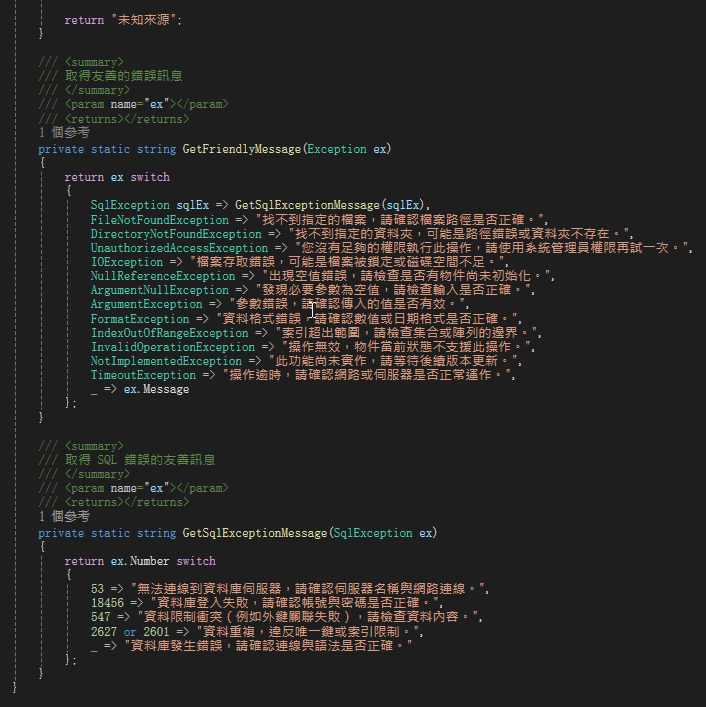 return "未知來源";
}
/// <summary>
/// 取得友善的錯誤訊息
/// </summary>
/// <param name="ex"></param>
/// <returns></returns>
1 個參考
private static string GetFriendlyMessage(Exception ex)
{
return ex switch
{
SqlException sqlEx => GetSqlExceptionMessage(sqlEx),
FileNotFoundException => "找不到指定的檔案，請確認檔案路徑是否正確。",
DirectoryNotFoundException => "找不到指定的資料夾，可能是路徑錯誤或資料夾不存在。",
UnauthorizedAccessException => "您沒有足夠的權限執行此操作，請使用系統管理員權限再試一次。",
IOException => "檔案存取錯誤，可能是檔案被鎖定或磁碟空間不足。",
NullReferenceException => "出現空值錯誤，請檢查是否有物件尚未初始化。",
ArgumentNullException => "發現必要參數為空值，請檢查輸入是否正確。",
ArgumentException => "參數錯誤，請確認傳入的值是否有效。",
FormatException => "資料格式錯誤，請確認數值或日期格式是否正確。",
IndexOutOfRangeException => "索引超出範圍，請檢查集合或陣列的邊界。",
InvalidOperationException => "操作無效，物件當前狀態不支援此操作。",
NotImplementedException => "此功能尚未實作，請等待後續版本更新。",
TimeoutException => "操作逾時，請確認網路或伺服器是否正常運作。",
_ => ex.Message
};
}
/// <summary>
/// 取得 SQL 錯誤的友善訊息
/// </summary>
/// <param name="ex"></param>
/// <returns></returns>
1 個參考
private static string GetSqlExceptionMessage(SqlException ex)
{
return ex.Number switch
{
53 => "無法連線到資料庫伺服器，請確認伺服器名稱與網路連線。",
18456 => "資料庫登入失敗，請確認帳號與密碼是否正確。",
547 => "資料限制衝突（例如外鍵關聯失敗），請檢查資料內容。",
2627 or 2601 => "資料重複，違反唯一鍵或索引限制。",
_ => "資料庫發生錯誤，請確認連線與語法是否正確。"
};
}
}